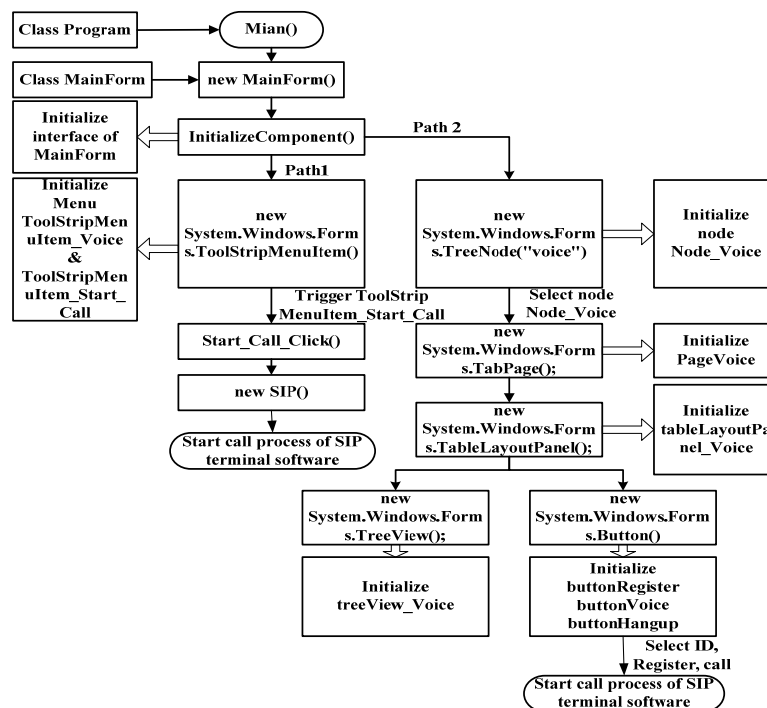 Class Program
Mian()
Class MainForm
new MainForm()
Initialize
interface of
MainForm
InitializeComponent()
Path 2
Path1
Initialize
Menu
ToolStripMen
uItem_Voice
&
ToolStripMen
uItem_Start_
Call
new
System.Windows.Form
s.ToolStripMenuItem()
new
System.Windows.Form
s.TreeNode("voice")
Initialize
node
Node_Voice
Trigger ToolStrip
MenuItem_Start_Call
Select node
Node_Voice
Start_Call_Click()
new
System.Windows.Form
s.TabPage();
Initialize
PageVoice
new SIP()
new
System.Windows.Form
s.TableLayoutPanel();
Initialize
tableLayoutPa
nel_Voice
Start call process of SIP
terminal software
new
System.Windows.Form
s.TreeView();
new
System.Windows.Form
s.Button()
Initialize
treeView_Voice
Initialize
buttonRegister
buttonVoice
buttonHangup
Select ID,
Register, call
Start call process of SIP
terminal software